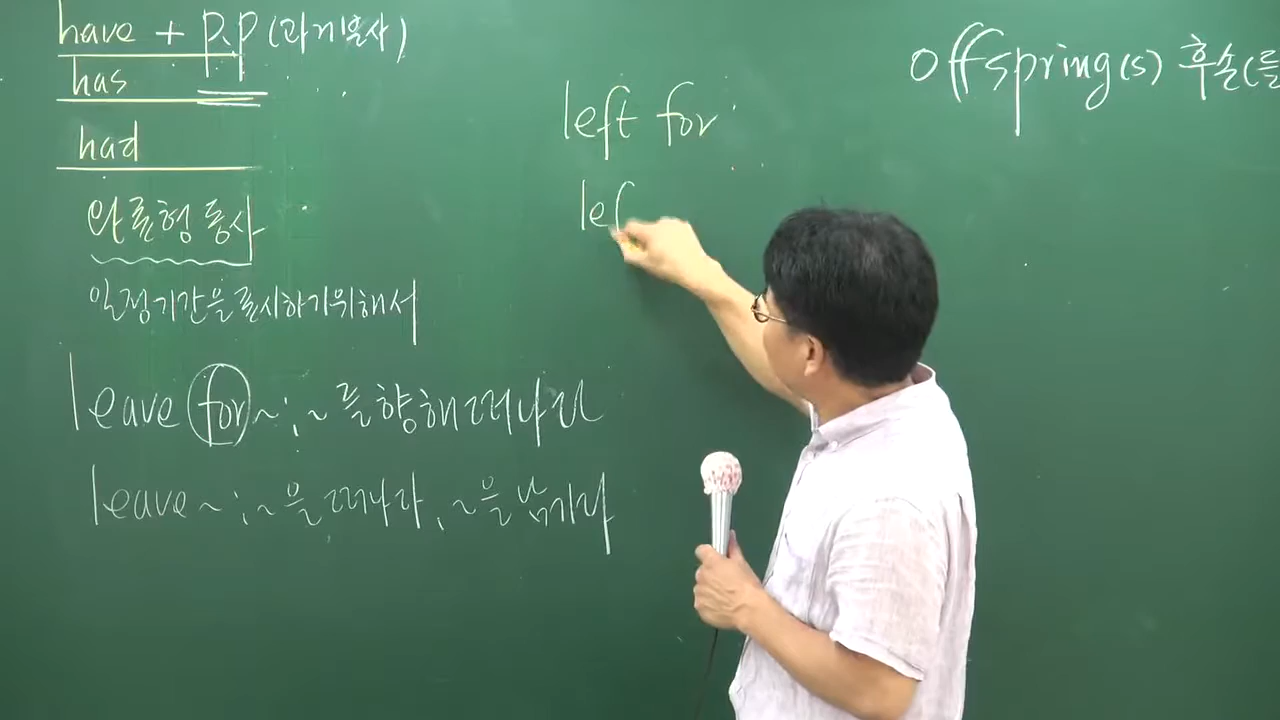 have + p.p (과거분사)
has
had
완료형 동사
일정기간을 표시하기위해서
leave for ~ ; ~를 향해 떠나다
leave ~ ; ~을 떠나다, ~을 남기다
left for
lef
offspring(s) 후손(들